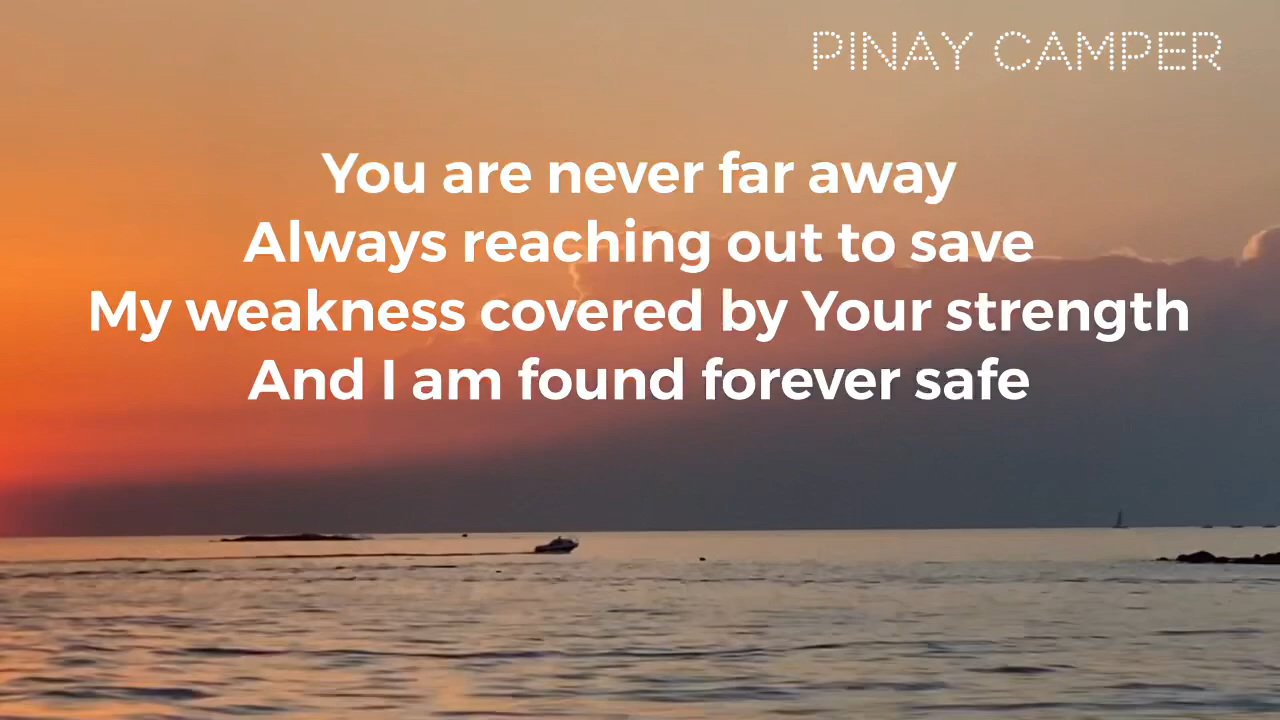 PINAY CAMPER
You are never far away
Always reaching out to save
My weakness covered by Your strength
And I am found forever safe